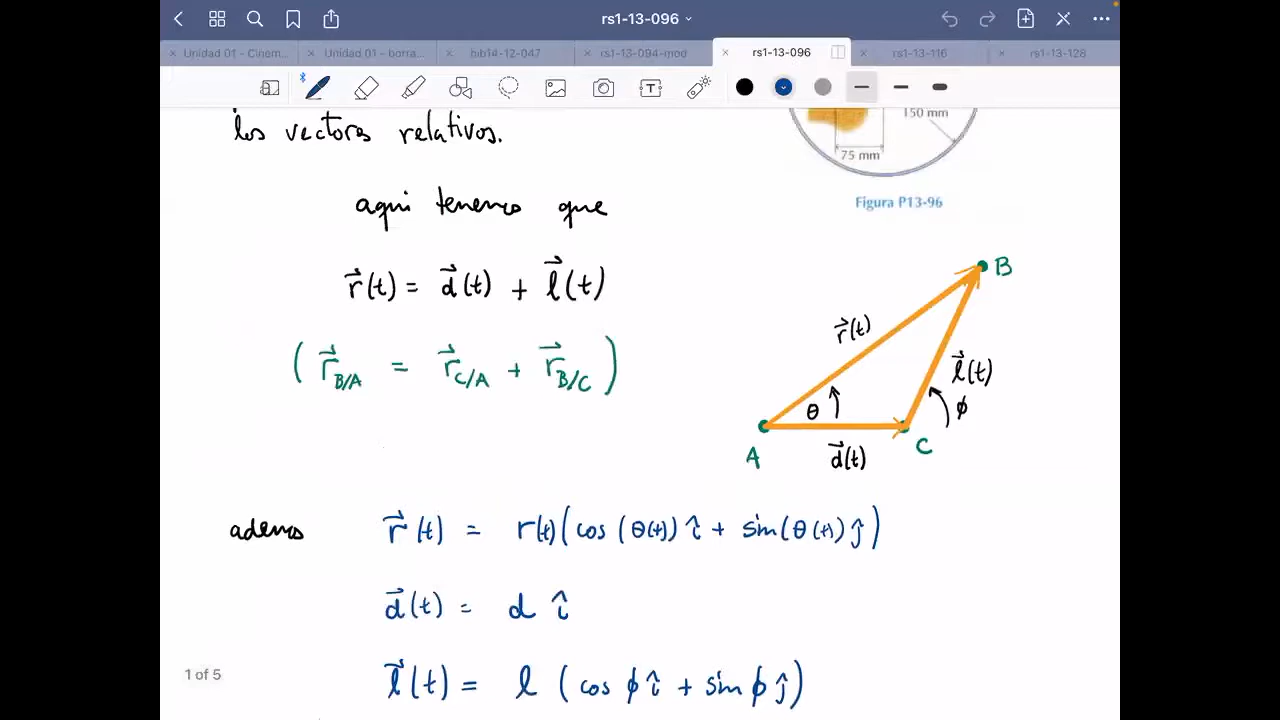 rs1-13-096
Unidad 01 - Cinem...
Unidad 01 - borra...
bib14-12-047
rs1-13-094-mod
rs1-13-096
rs1-13-116
rs1-13-128
los vectores relativos.
150 mm
75 mm
Figura P13-96
aqui tenemos que
r⃗(t) = d⃗(t) + l⃗(t)
(r⃗_{B/A} = r⃗_{C/A} + r⃗_{B/C})
B
r⃗(t)
l⃗(t)
θ
ϕ
A
d⃗(t)
C
ademas r⃗(t) = r(t)(cos(θ(t)) î + sin(θ(t)) ĵ)
d⃗(t) = d î
l⃗(t) = l (cos ϕ î + sin ϕ ĵ)
1 of 5